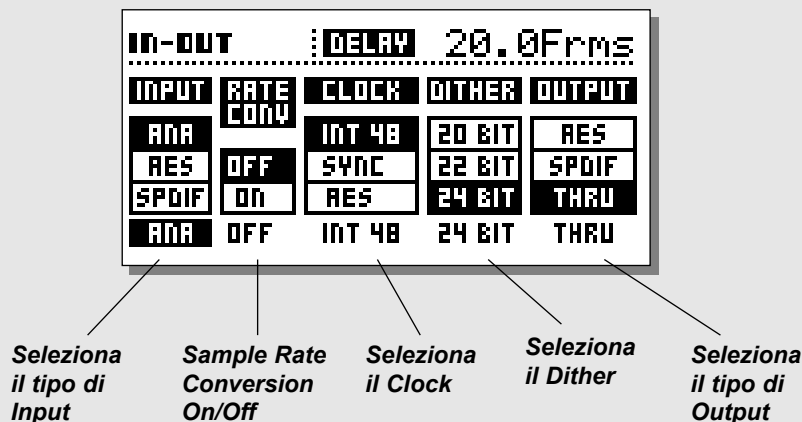 IN-OUT DELAY 20.0Frms
INPUT RATE CONV CLOCK DITHER OUTPUT
ANA INT 48 20 BIT AES
AES OFF SYNC 22 BIT SPDIF
SPDIF ON AES 24 BIT THRU
ANA OFF INT 48 24 BIT THRU
Seleziona
il tipo di
Input
Sample Rate
Conversion
On/Off
Seleziona
il Clock
Seleziona
il Dither
Seleziona
il tipo di
Output